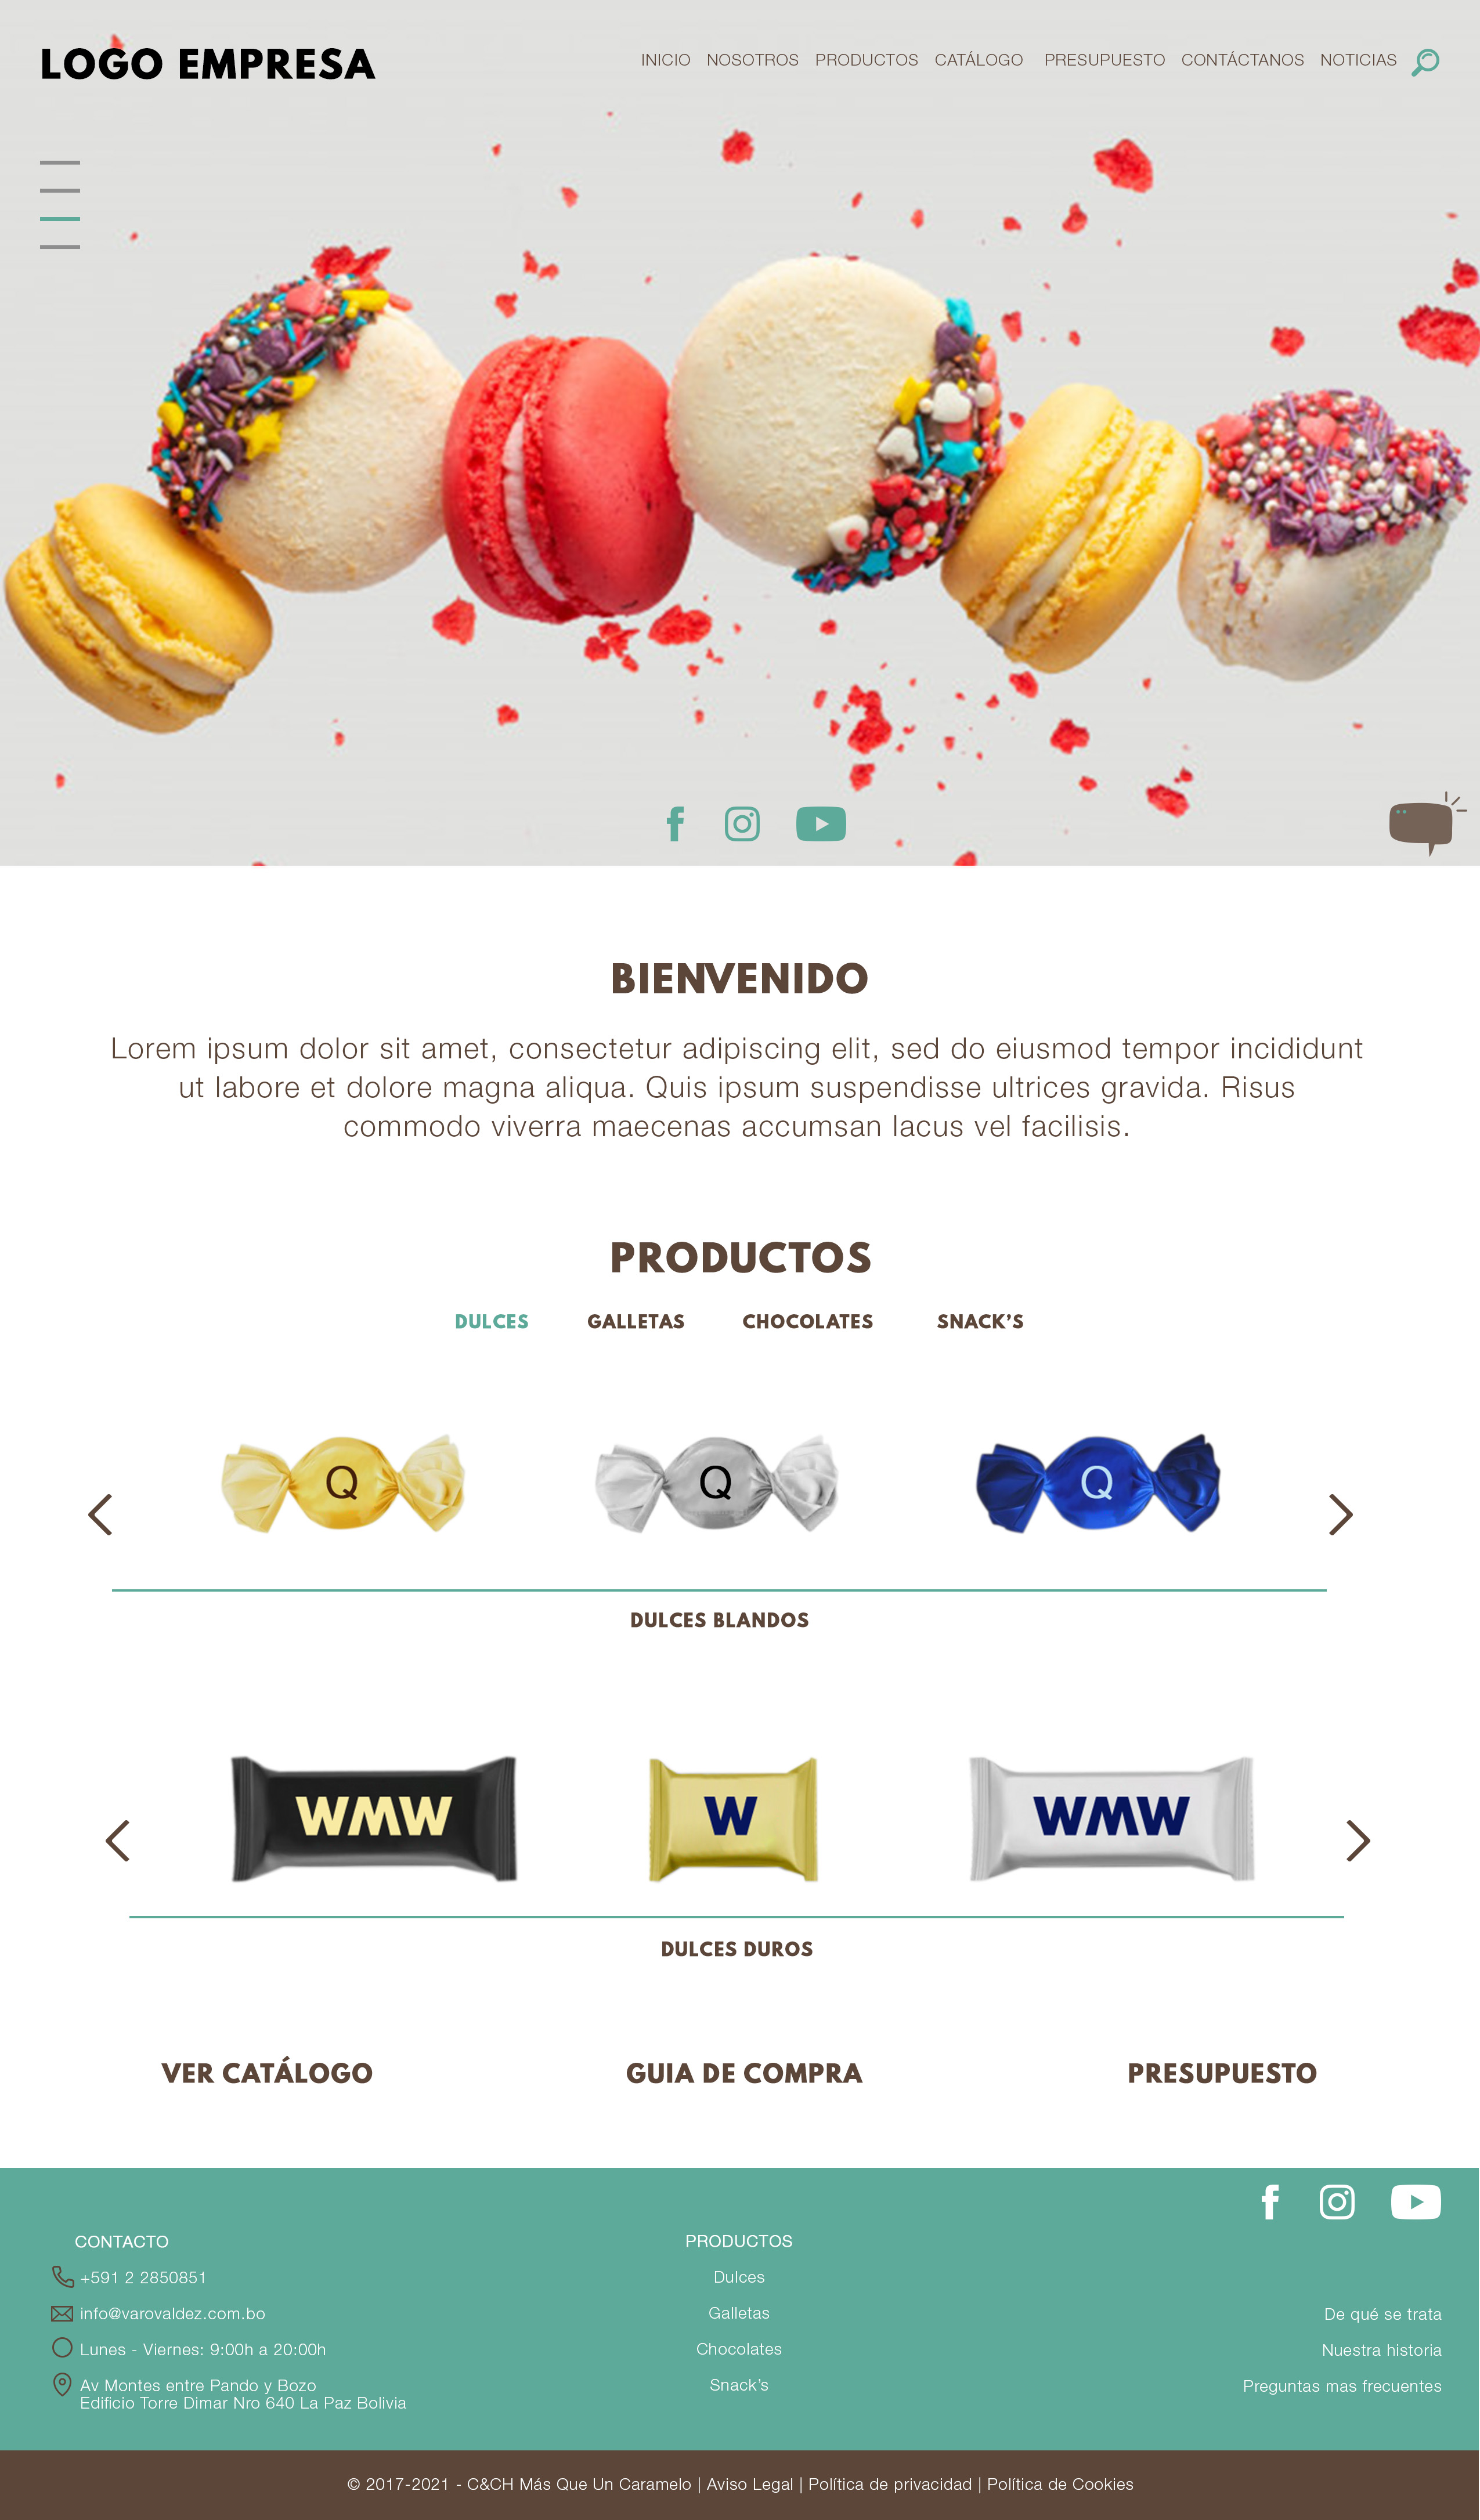 LOGO EMPRESA
INICIO NOSOTROS PRODUCTOS CATÁLOGO PRESUPUESTO CONTÁCTANOS NOTICIAS
BIENVENIDO
Lorem ipsum dolor sit amet, consectetur adipiscing elit, sed do eiusmod tempor incididunt
ut labore et dolore magna aliqua. Quis ipsum suspendisse ultrices gravida. Risus
commodo viverra maecenas accumsan lacus vel facilisis.
PRODUCTOS
DULCES GALLETAS CHOCOLATES SNACK’S
Q Q Q
DULCES BLANDOS
WMW W WMW
DULCES DUROS
VER CATÁLOGO GUIA DE COMPRA PRESUPUESTO
CONTACTO
+591 2 2850851
info@varovaldez.com.bo
Lunes - Viernes: 9:00h a 20:00h
Av Montes entre Pando y Bozo
Edificio Torre Dimar Nro 640 La Paz Bolivia
PRODUCTOS
Dulces
Galletas
Chocolates
Snack’s
De qué se trata
Nuestra historia
Preguntas mas frecuentes
© 2017-2021 - C&CH Más Que Un Caramelo | Aviso Legal | Política de privacidad | Política de Cookies